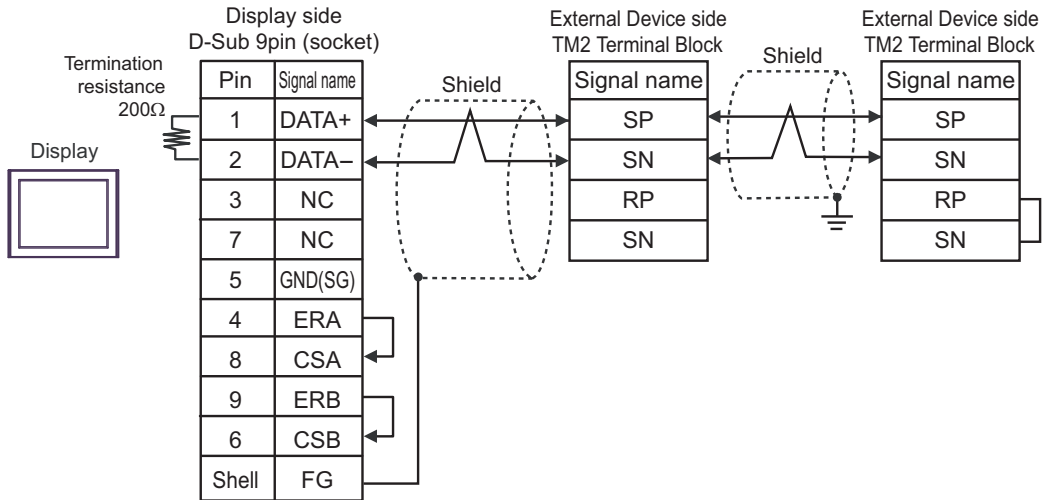 Display side
D-Sub 9pin (socket)
External Device side
TM2 Terminal Block
External Device side
TM2 Terminal Block
Termination
resistance
200Ω
Display
Pin Signal name
1 DATA+
2 DATA–
3 NC
7 NC
5 GND(SG)
4 ERA
8 CSA
9 ERB
6 CSB
Shell FG
Shield
Signal name
SP
SN
RP
SN
Shield
Signal name
SP
SN
RP
SN